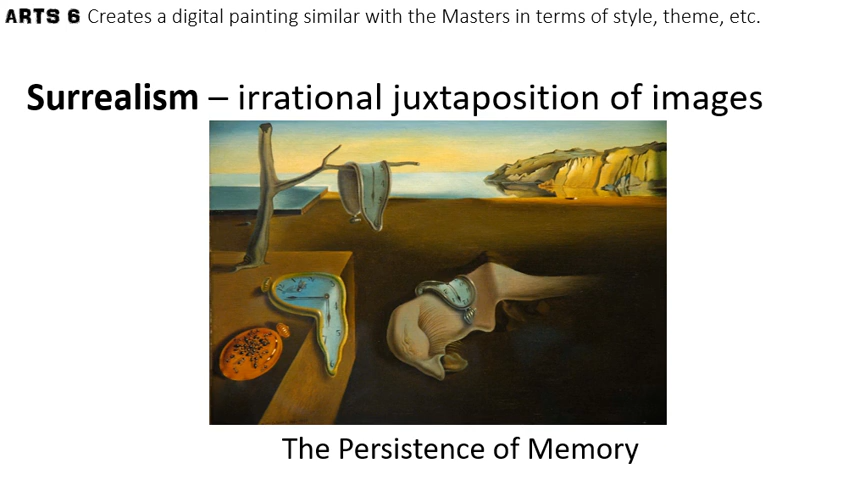 ARTS 6 Creates a digital painting similar with the Masters in terms of style, theme, etc.
Surrealism – irrational juxtaposition of images
The Persistence of Memory